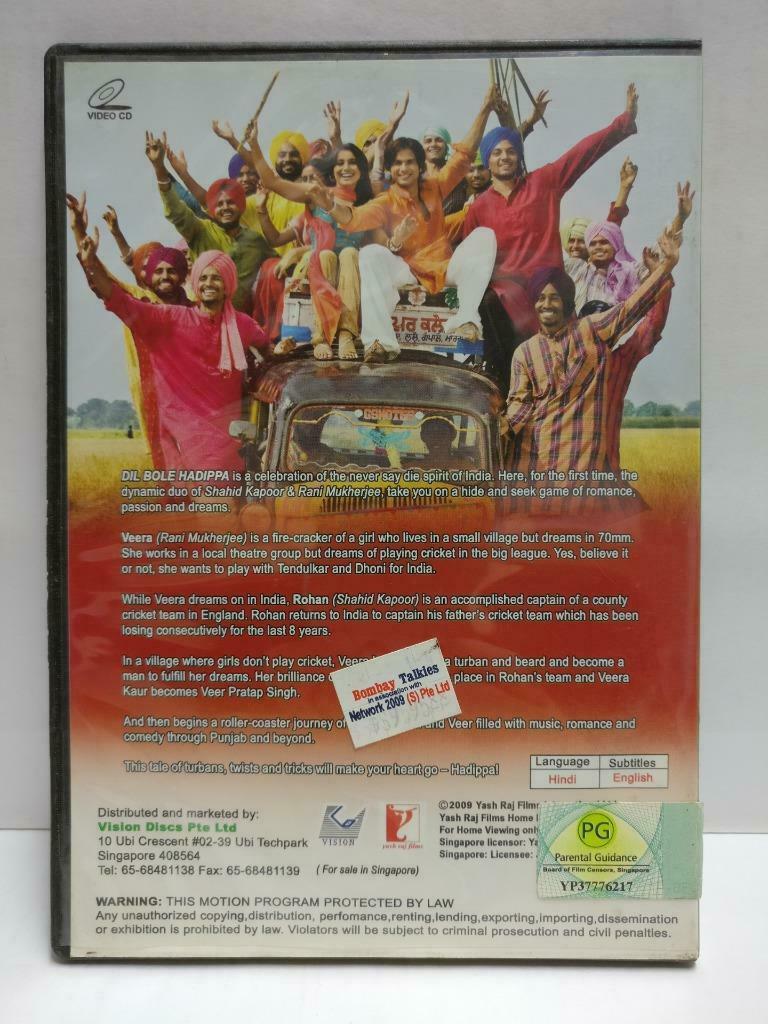 VIDEO CD
ਪਰ ਕਲੇ
DIL BOLE HADIPPA is a celebration of the never say die spirit of India. Here, for the first time, the
dynamic duo of Shahid Kapoor & Rani Mukherjee, take you on a hide and seek game of romance,
passion and dreams.
Veera (Rani Mukherjee) is a fire-cracker of a girl who lives in a small village but dreams in 70mm.
She works in a local theatre group but dreams of playing cricket in the big league. Yes, believe it
or not, she wants to play with Tendulkar and Dhoni for India.
While Veera dreams on in India, Rohan (Shahid Kapoor) is an accomplished captain of a county
cricket team in England. Rohan returns to India to captain his father's cricket team which has been
losing consecutively for the last 8 years.
In a village where girls don't play cricket, Veera a turban and beard and become a
man to fulfill her dreams. Her brilliance place in Rohan's team and Veera
Kaur becomes Veer Pratap Singh.
And then begins a roller-coaster journey of and Veer filled with music, romance and
comedy through Punjab and beyond.
This tale of turbans, twists and tricks will make your heart go – Hadippa!
Bombay Talkies
in association with
Network 2009 (S) Pte Ltd
Language Subtitles
Hindi English
Distributed and marketed by:
Vision Discs Pte Ltd
10 Ubi Crescent #02-39 Ubi Techpark
Singapore 408564
Tel: 65-68481138 Fax: 65-68481139 (For sale in Singapore)
VISION
yash raj films
©2009 Yash Raj Films
Yash Raj Films Home
For Home Viewing only
Singapore licensor:
Singapore: Licensee:
PG
Parental Guidance
Board of Film Censors, Singapore
YP37776217
WARNING: THIS MOTION PROGRAM PROTECTED BY LAW
Any unauthorized copying,distribution, perfomance,renting,lending,exporting,importing,dissemination
or exhibition is prohibited by law. Violators will be subject to criminal prosecution and civil penalties.